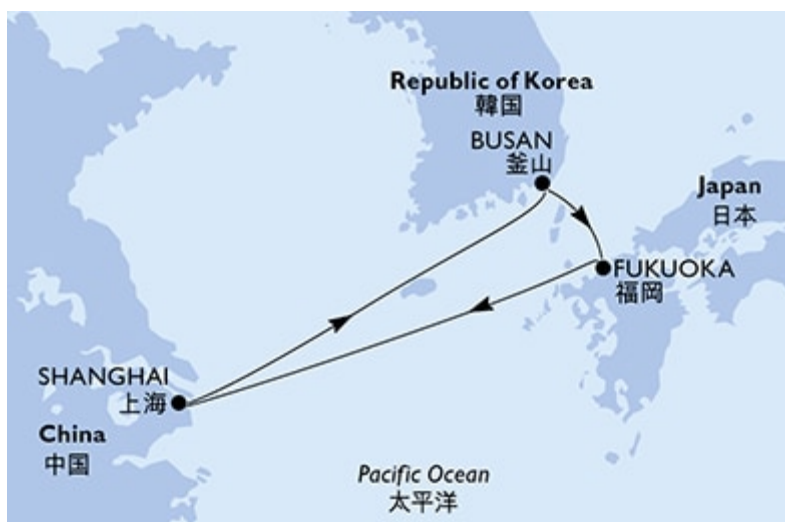 Republic of Korea
韓国
BUSAN
釜山
Japan
日本
FUKUOKA
福岡
SHANGHAI
上海
China
中国
Pacific Ocean
太平洋